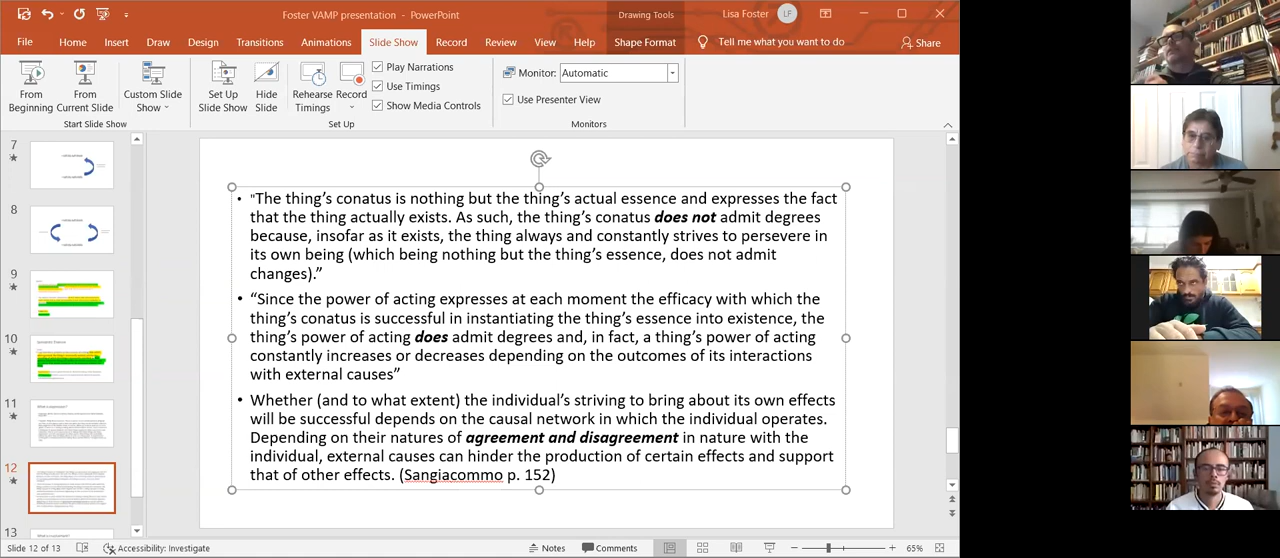 Foster VAMP presentation - PowerPoint
Drawing Tools
Lisa Foster
LF
File
Home
Insert
Draw
Design
Transitions
Animations
Slide Show
Record
Review
View
Help
Shape Format
Tell me what you want to do
Share
From Beginning
From Current Slide
Custom Slide Show
Set Up Slide Show
Hide Slide
Rehearse Timings
Record
Play Narrations
Use Timings
Show Media Controls
Monitor: Automatic
Use Presenter View
Start Slide Show
Set Up
Monitors
7
8
9
10
11
12
13
• "The thing's conatus is nothing but the thing's actual essence and expresses the fact
that the thing actually exists. As such, the thing's conatus does not admit degrees
because, insofar as it exists, the thing always and constantly strives to persevere in
its own being (which being nothing but the thing's essence, does not admit
changes)."
• “Since the power of acting expresses at each moment the efficacy with which the
thing's conatus is successful in instantiating the thing's essence into existence, the
thing's power of acting does admit degrees and, in fact, a thing's power of acting
constantly increases or decreases depending on the outcomes of its interactions
with external causes”
• Whether (and to what extent) the individual's striving to bring about its own effects
will be successful depends on the causal network in which the individual operates.
Depending on their natures of agreement and disagreement in nature with the
individual, external causes can hinder the production of certain effects and support
that of other effects. (Sangiacommo p. 152)
Slide 12 of 13
Accessibility: Investigate
Notes
Comments
65%